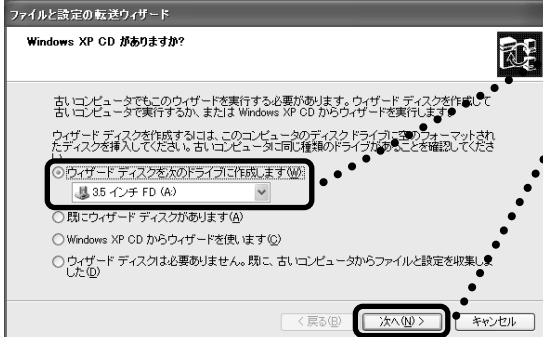 ファイルと設定の転送ウィザード
Windows XP CD がありますか?
古いコンピュータでもこのウィザードを実行する必要があります。ウィザード ディスクを作成して
古いコンピュータで実行するか、または Windows XP CD からウィザードを実行します。
ウィザード ディスクを作成するには、このコンピュータのディスク ドライブに空のフォーマットされ
たディスクを挿入してください。古いコンピュータに同じ種類のドライブがあることを確認してくださ
い。
ウィザード ディスクを次のドライブに作成します(W)
3.5 インチ FD (A:)
既にウィザード ディスクがあります(A)
Windows XP CD からウィザードを使います(C)
ウィザード ディスクは必要ありません。既に、古いコンピュータからファイルと設定を収集しま
した(D)
< 戻る(B)
次へ(N) >
キャンセル